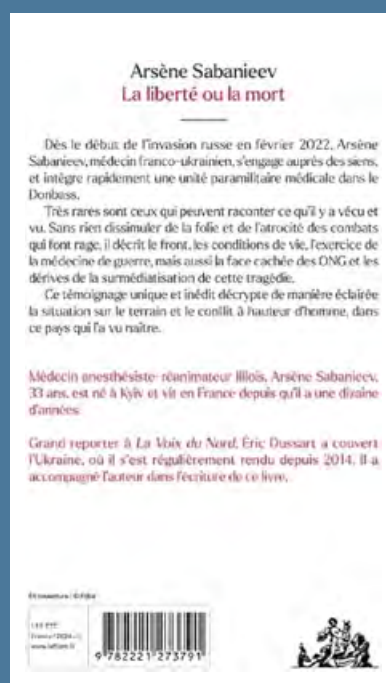 Arsène Sabanieev
La liberté ou la mort
Dès le début de l'invasion russe en février 2022, Arsène
Sabanieev, médecin franco-ukrainien, s'engage auprès des siens,
et intègre rapidement une unité paramilitaire médicale dans le
Donbass.
Très rares sont ceux qui peuvent raconter ce qu'il y a vécu et
vu. Sans rien dissimuler de la folie et de l'atrocité des combats
qui font rage, il décrit le front, les conditions de vie, l'exercice de
la médecine de guerre, mais aussi la face cachée des ONG et les
dérives de la surmédiatisation de cette tragédie.
Ce témoignage unique et inédit décrypte de manière éclairée
la situation sur le terrain et le conflit à hauteur d'homme, dans
ce pays qui l'a vu naître.
Médecin anesthésiste-réanimateur lillois, Arsène Sabanieev,
33 ans, est né à Kyiv et vit en France depuis qu'il a une dizaine
d'années.
Grand reporter à La Voix du Nord, Éric Dussart a couvert
l'Ukraine, où il s'est régulièrement rendu depuis 2014. Il a
accompagné l'auteur dans l'écriture de ce livre.
9 782221 273791